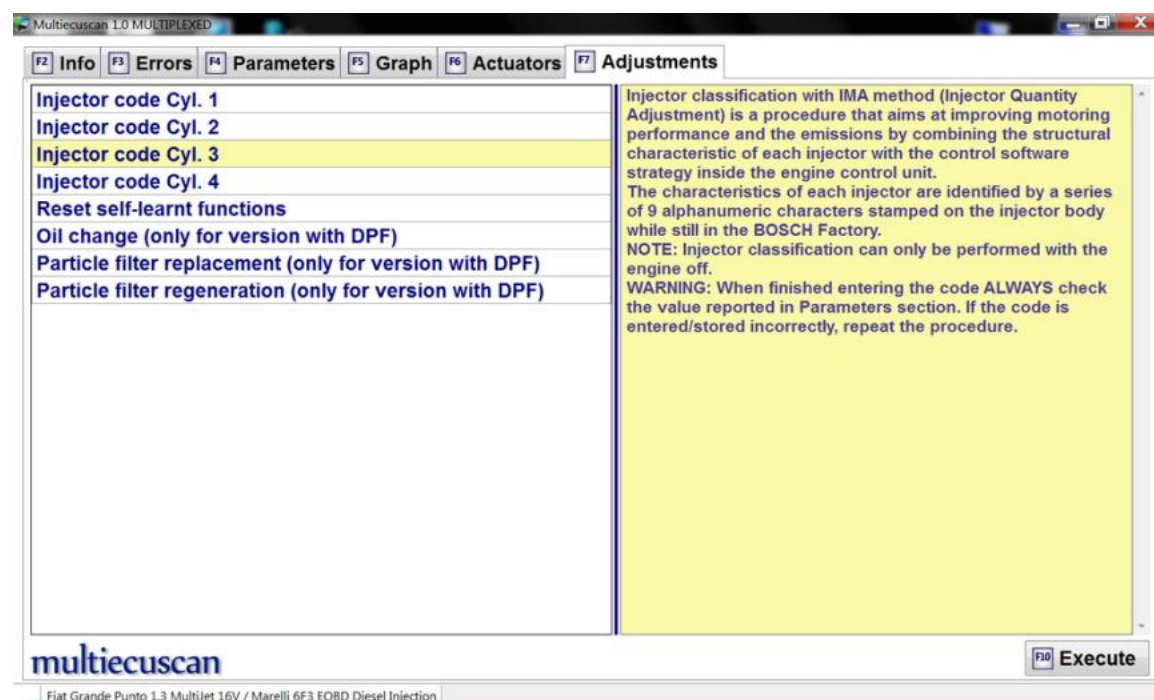 Multiecuscan 1.0 MULTIPLEXED
F2 Info F3 Errors F4 Parameters F5 Graph F6 Actuators F7 Adjustments
Injector code Cyl. 1
Injector code Cyl. 2
Injector code Cyl. 3
Injector code Cyl. 4
Reset self-learnt functions
Oil change (only for version with DPF)
Particle filter replacement (only for version with DPF)
Particle filter regeneration (only for version with DPF)
Injector classification with IMA method (Injector Quantity
Adjustment) is a procedure that aims at improving motoring
performance and the emissions by combining the structural
characteristic of each injector with the control software
strategy inside the engine control unit.
The characteristics of each injector are identified by a series
of 9 alphanumeric characters stamped on the injector body
while still in the BOSCH Factory.
NOTE: Injector classification can only be performed with the
engine off.
WARNING: When finished entering the code ALWAYS check
the value reported in Parameters section. If the code is
entered/stored incorrectly, repeat the procedure.
multiecuscan
F10 Execute
Fiat Grande Punto 1.3 MultiJet 16V / Marelli 6F3 EOBD Diesel Injection